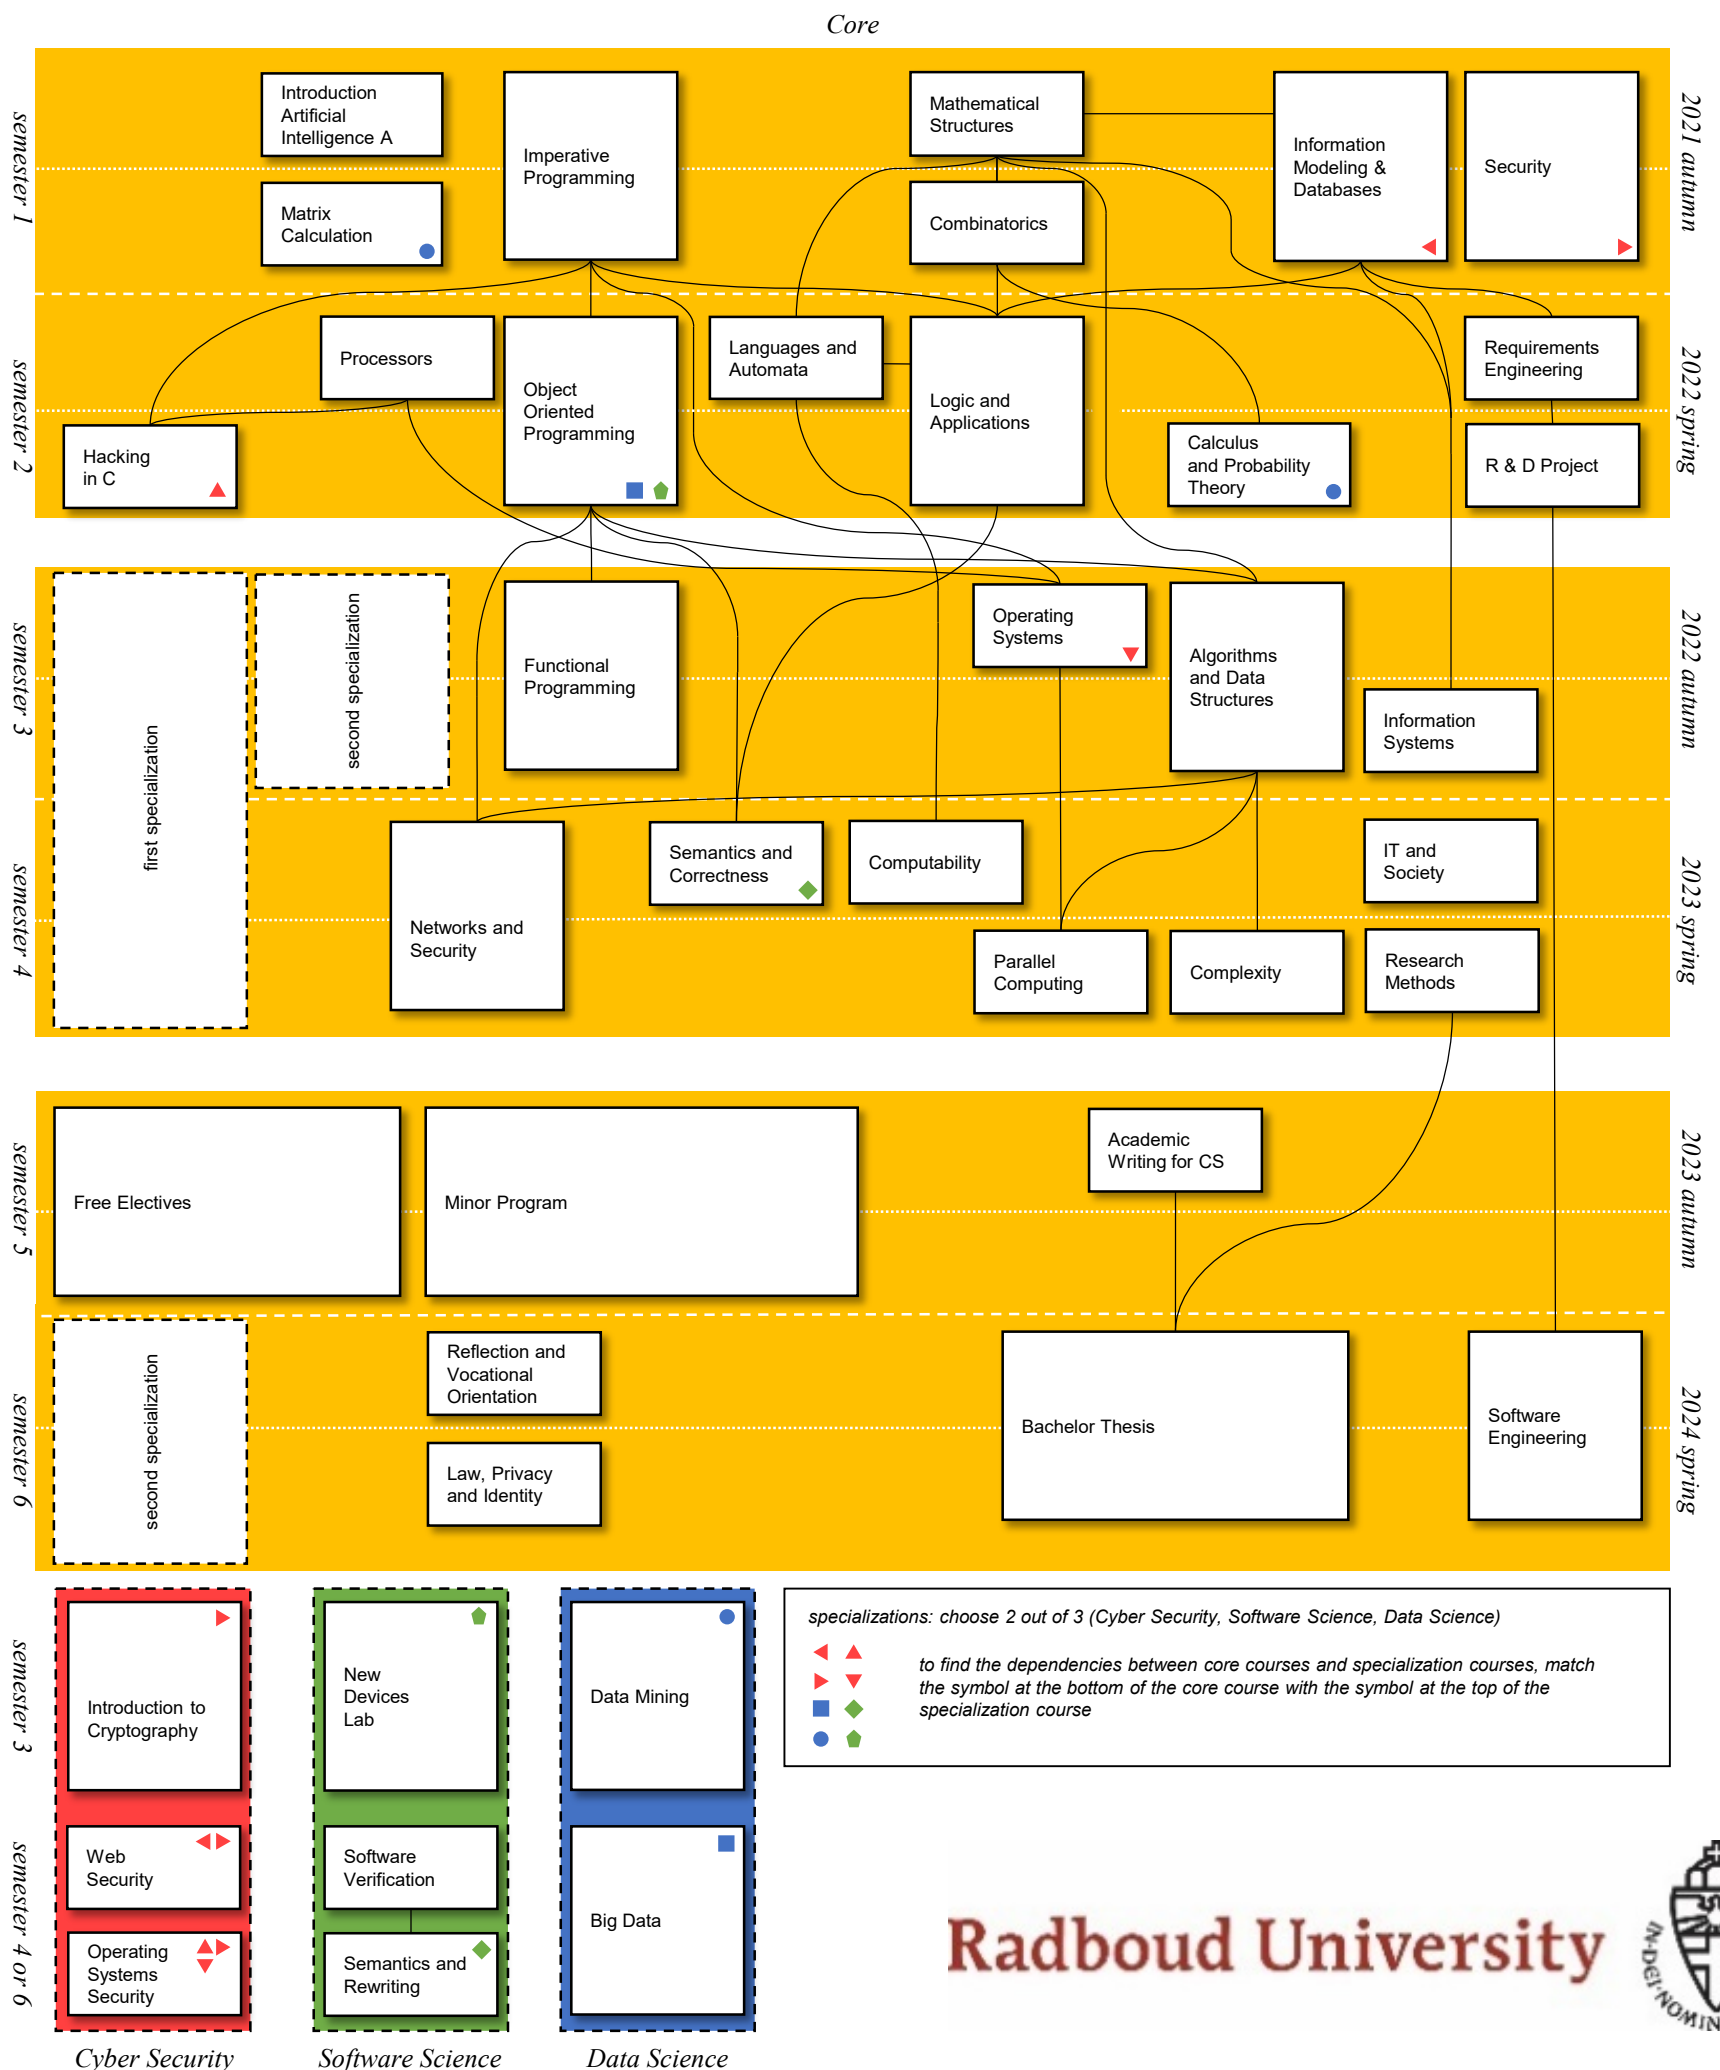 Core
semester 1
2021 autumn
Introduction
Artificial
Intelligence A
Imperative
Programming
Mathematical
Structures
Information
Modeling &
Databases
Security
Matrix
Calculation
Combinatorics
semester 2
2022 spring
Processors
Object
Oriented
Programming
Languages and
Automata
Logic and
Applications
Requirements
Engineering
Hacking
in C
Calculus
and Probability
Theory
R & D Project
semester 3
2022 autumn
first specialization
second specialization
Functional
Programming
Operating
Systems
Algorithms
and Data
Structures
Information
Systems
semester 4
2023 spring
Networks and
Security
Semantics and
Correctness
Computability
IT and
Society
Parallel
Computing
Complexity
Research
Methods
semester 5
2023 autumn
Free Electives
Minor Program
Academic
Writing for CS
semester 6
2024 spring
second specialization
Reflection and
Vocational
Orientation
Law, Privacy
and Identity
Bachelor Thesis
Software
Engineering
semester 3
Introduction to
Cryptography
New
Devices
Lab
Data Mining
specializations: choose 2 out of 3 (Cyber Security, Software Science, Data Science)
to find the dependencies between core courses and specialization courses, match
the symbol at the bottom of the core course with the symbol at the top of the
specialization course
semester 4 or 6
Web
Security
Operating
Systems
Security
Software
Verification
Semantics and
Rewriting
Big Data
Radboud University
IN·DEI·NOMIN
Cyber Security
Software Science
Data Science